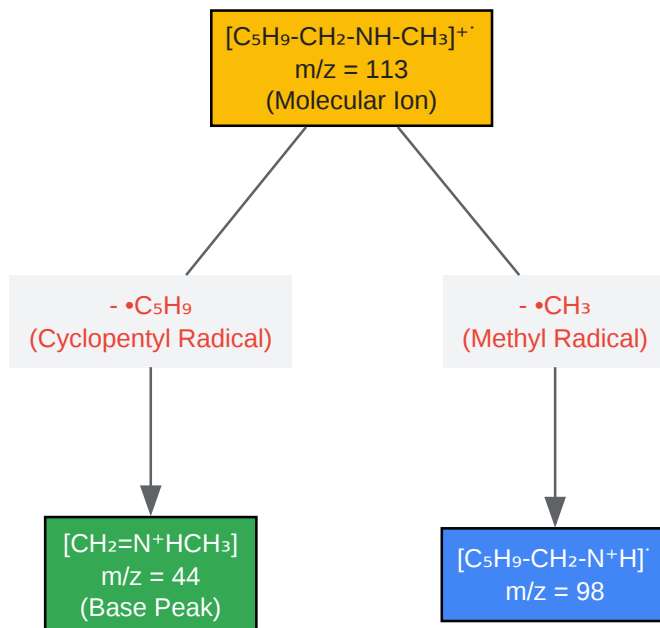 [C₅H₉-CH₂-NH-CH₃]⁺˙
m/z = 113
(Molecular Ion)
- •C₅H₉
(Cyclopentyl Radical)
- •CH₃
(Methyl Radical)
[CH₂=N⁺HCH₃]
m/z = 44
(Base Peak)
[C₅H₉-CH₂-N⁺H]˙
m/z = 98